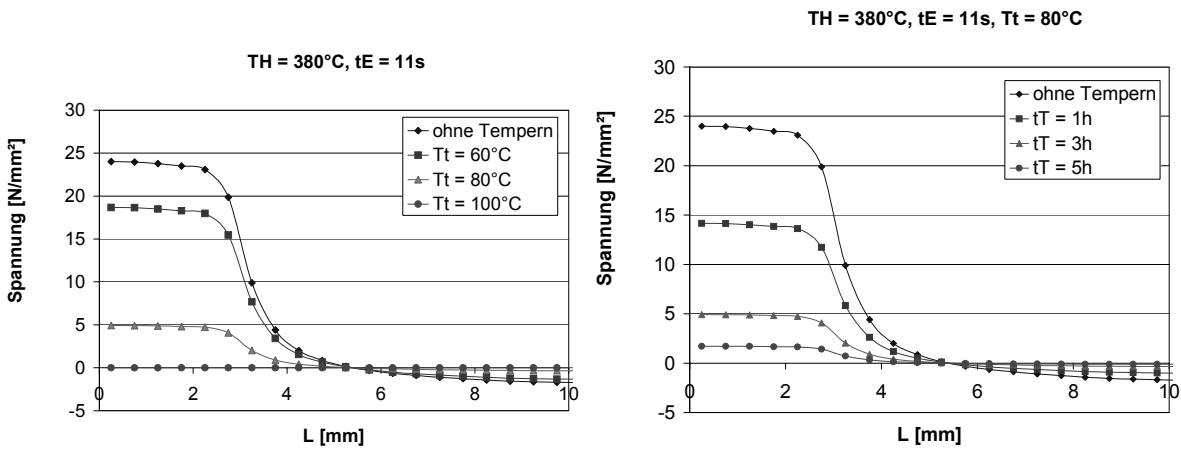 TH = 380°C, tE = 11s
Spannung [N/mm²]
30
25
20
15
10
5
0
-5
0
2
4
6
8
10
L [mm]
ohne Tempern
Tt = 60°C
Tt = 80°C
Tt = 100°C
TH = 380°C, tE = 11s, Tt = 80°C
Spannung [N/mm²]
30
25
20
15
10
5
0
-5
0
2
4
6
8
10
L [mm]
ohne Tempern
tT = 1h
tT = 3h
tT = 5h